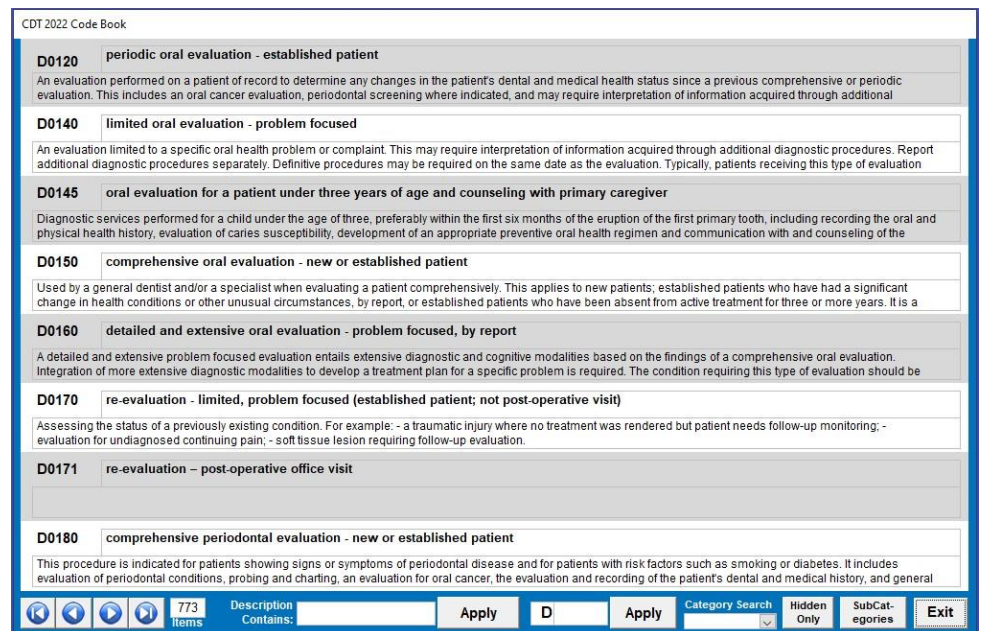 CDT 2022 Code Book
D0120 periodic oral evaluation - established patient
An evaluation performed on a patient of record to determine any changes in the patient's dental and medical health status since a previous comprehensive or periodic
evaluation. This includes an oral cancer evaluation, periodontal screening where indicated, and may require interpretation of information acquired through additional
D0140 limited oral evaluation - problem focused
An evaluation limited to a specific oral health problem or complaint. This may require interpretation of information acquired through additional diagnostic procedures. Report
additional diagnostic procedures separately. Definitive procedures may be required on the same date as the evaluation. Typically, patients receiving this type of evaluation
D0145 oral evaluation for a patient under three years of age and counseling with primary caregiver
Diagnostic services performed for a child under the age of three, preferably within the first six months of the eruption of the first primary tooth, including recording the oral and
physical health history, evaluation of caries susceptibility, development of an appropriate preventive oral health regimen and communication with and counseling of the
D0150 comprehensive oral evaluation - new or established patient
Used by a general dentist and/or a specialist when evaluating a patient comprehensively. This applies to new patients; established patients who have had a significant
change in health conditions or other unusual circumstances, by report, or established patients who have been absent from active treatment for three or more years. It is a
D0160 detailed and extensive oral evaluation - problem focused, by report
A detailed and extensive problem focused evaluation entails extensive diagnostic and cognitive modalities based on the findings of a comprehensive oral evaluation.
Integration of more extensive diagnostic modalities to develop a treatment plan for a specific problem is required. The condition requiring this type of evaluation should be
D0170 re-evaluation - limited, problem focused (established patient; not post-operative visit)
Assessing the status of a previously existing condition. For example: - a traumatic injury where no treatment was rendered but patient needs follow-up monitoring; -
evaluation for undiagnosed continuing pain; - soft tissue lesion requiring follow-up evaluation.
D0171 re-evaluation – post-operative office visit
D0180 comprehensive periodontal evaluation - new or established patient
This procedure is indicated for patients showing signs or symptoms of periodontal disease and for patients with risk factors such as smoking or diabetes. It includes
evaluation of periodontal conditions, probing and charting, an evaluation for oral cancer, the evaluation and recording of the patient's dental and medical history, and general
773
Items
Description
Contains:
Apply
D
Apply
Category Search
Hidden
Only
SubCat-
egories
Exit